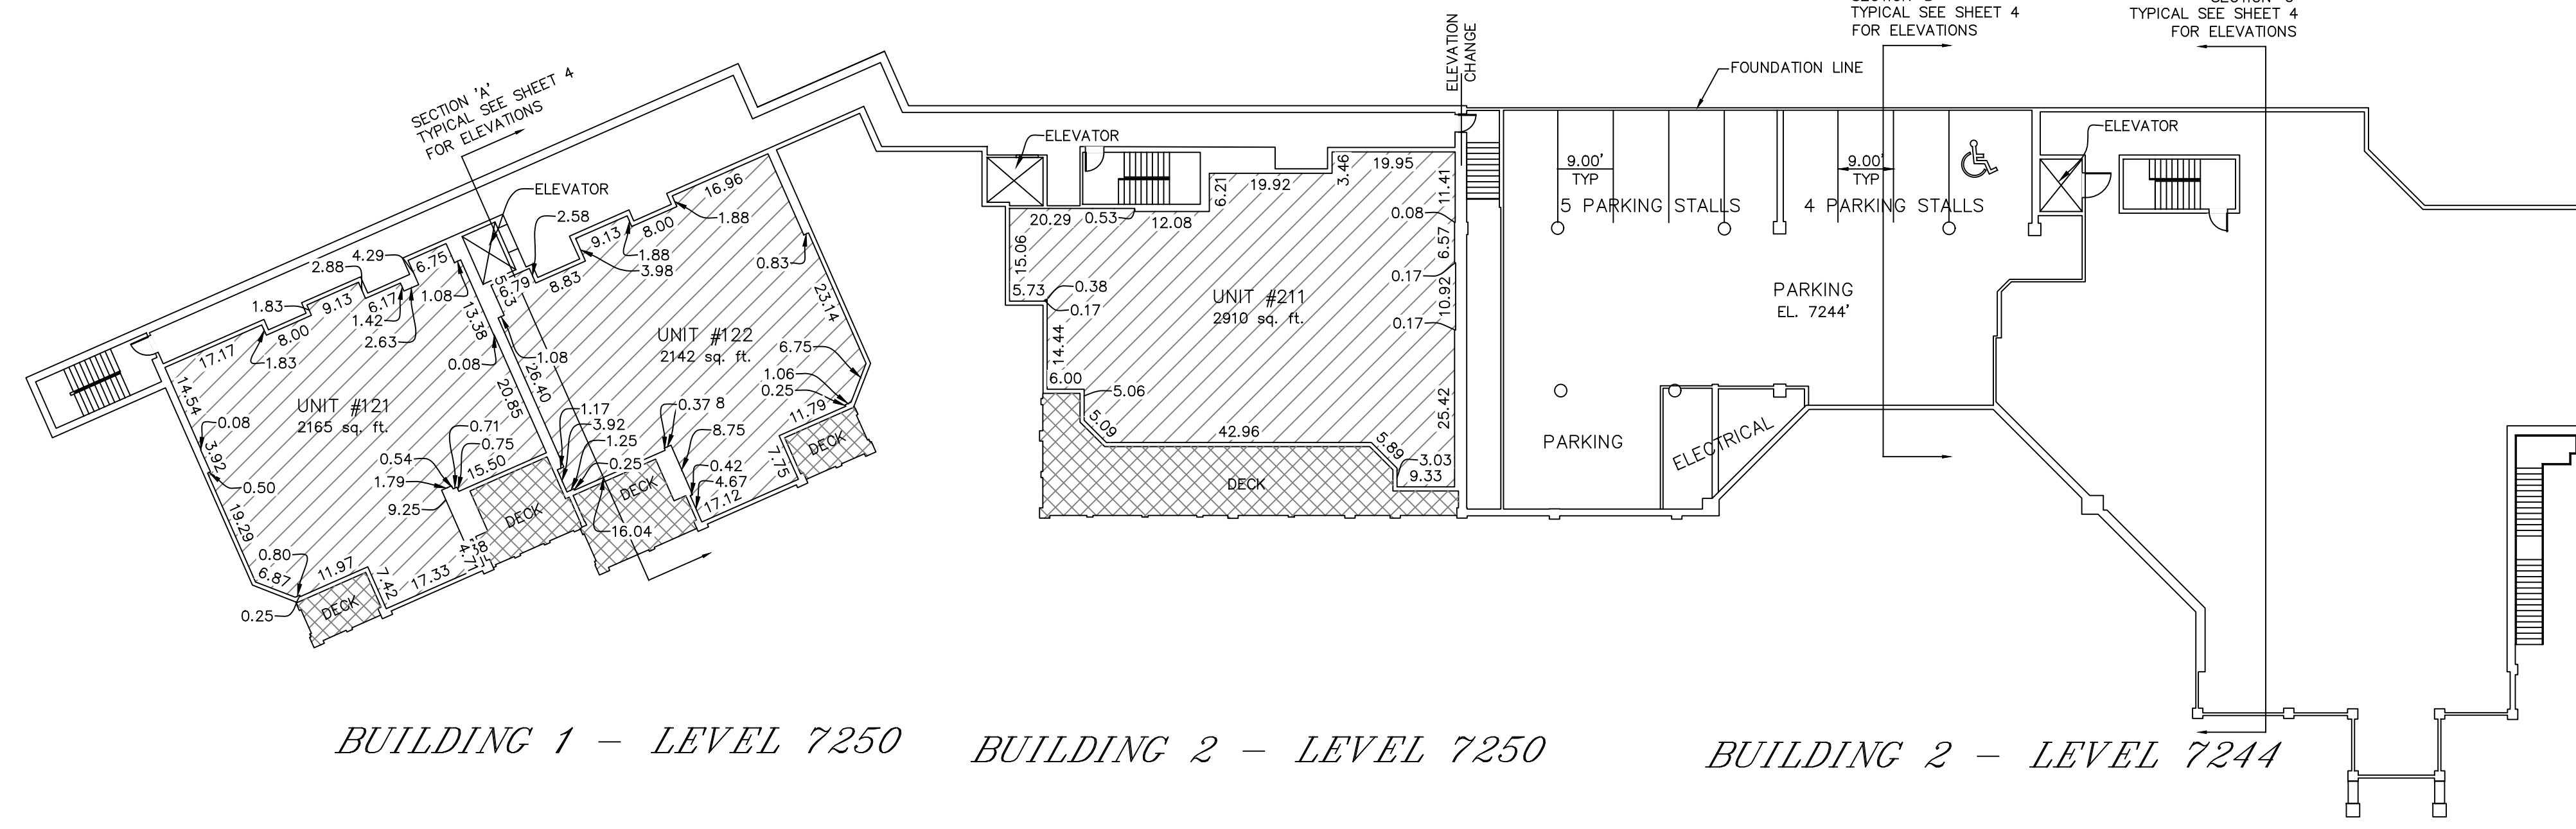 SECTION 'A'
TYPICAL SEE SHEET 4
FOR ELEVATIONS
ELEVATOR
2.58
16.96
1.88
9.13
8.00
1.88
3.98
8.83
6.79
0.83
23.14
4.29
2.88
6.75
1.83
9.13
6.17
1.42
1.08
8.00
2.63
17.17
1.83
13.38
0.08
1.08
26.40
UNIT #122
2142 sq. ft.
6.75
1.06
0.25
11.79
14.54
UNIT #121
2165 sq. ft.
20.85
0.08
3.92
0.50
19.29
0.71
0.75
0.54
15.50
1.79
9.25
1.17
3.92
1.25
0.25
0.37 8
8.75
0.42
4.67
17.12
7.75
DECK
DECK
DECK
16.04
0.80
6.87
11.97
7.42
17.33
4.71
0.25
DECK
BUILDING 1 – LEVEL 7250
ELEVATOR
ELEVATION
CHANGE
20.29
0.53
12.08
6.21
19.92
3.46
19.95
11.41
0.08
6.57
0.17
10.92
0.17
15.06
5.73
0.38
0.17
14.44
6.00
5.06
5.09
UNIT #211
2910 sq. ft.
42.96
5.89
25.42
3.03
9.33
DECK
BUILDING 2 – LEVEL 7250
TYPICAL SEE SHEET 4
FOR ELEVATIONS
TYPICAL SEE SHEET 4
FOR ELEVATIONS
FOUNDATION LINE
9.00'
TYP
9.00'
TYP
5 PARKING STALLS
4 PARKING STALLS
ELEVATOR
PARKING
EL. 7244'
PARKING
ELECTRICAL
BUILDING 2 – LEVEL 7244